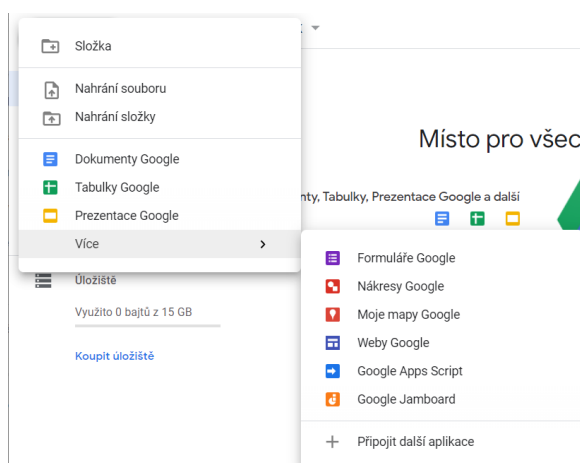 Složka
Nahrání souboru
Nahrání složky
Dokumenty Google
Tabulky Google
Prezentace Google
Více
Místo pro všec
nty, Tabulky, Prezentace Google a další
Úložiště
Využito 0 bajtů z 15 GB
Koupit úložiště
Formuláře Google
Nákresy Google
Moje mapy Google
Weby Google
Google Apps Script
Google Jamboard
Připojit další aplikace